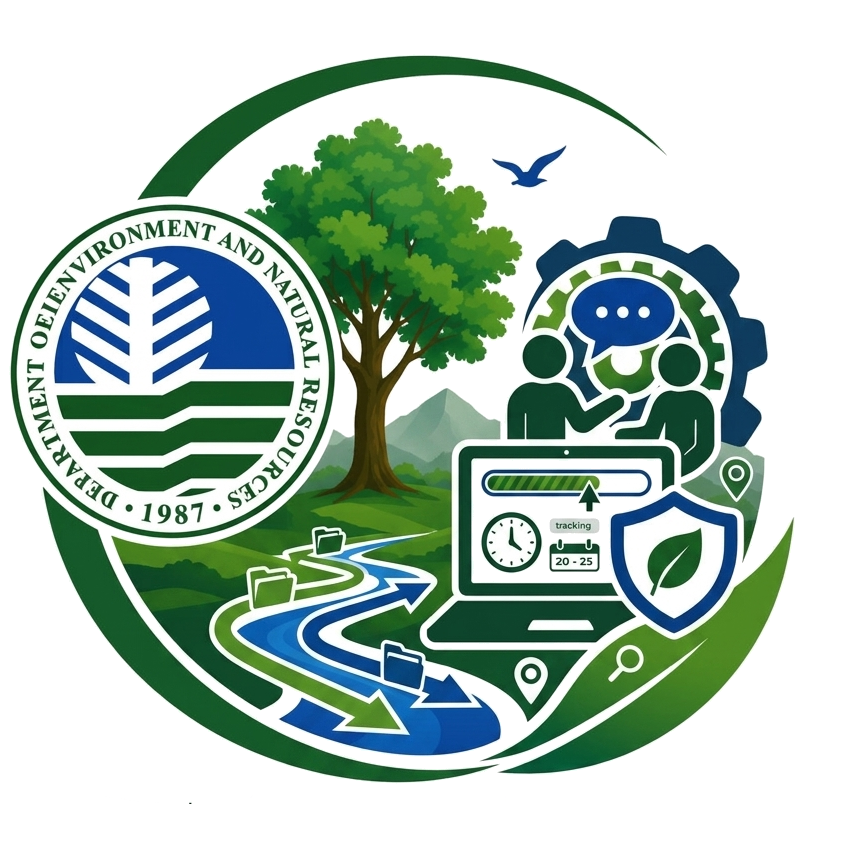 DEPARTMENT OEIENVIRONMENT AND NATURAL RESOURCES
• 1987 •
tracking
20 - 25